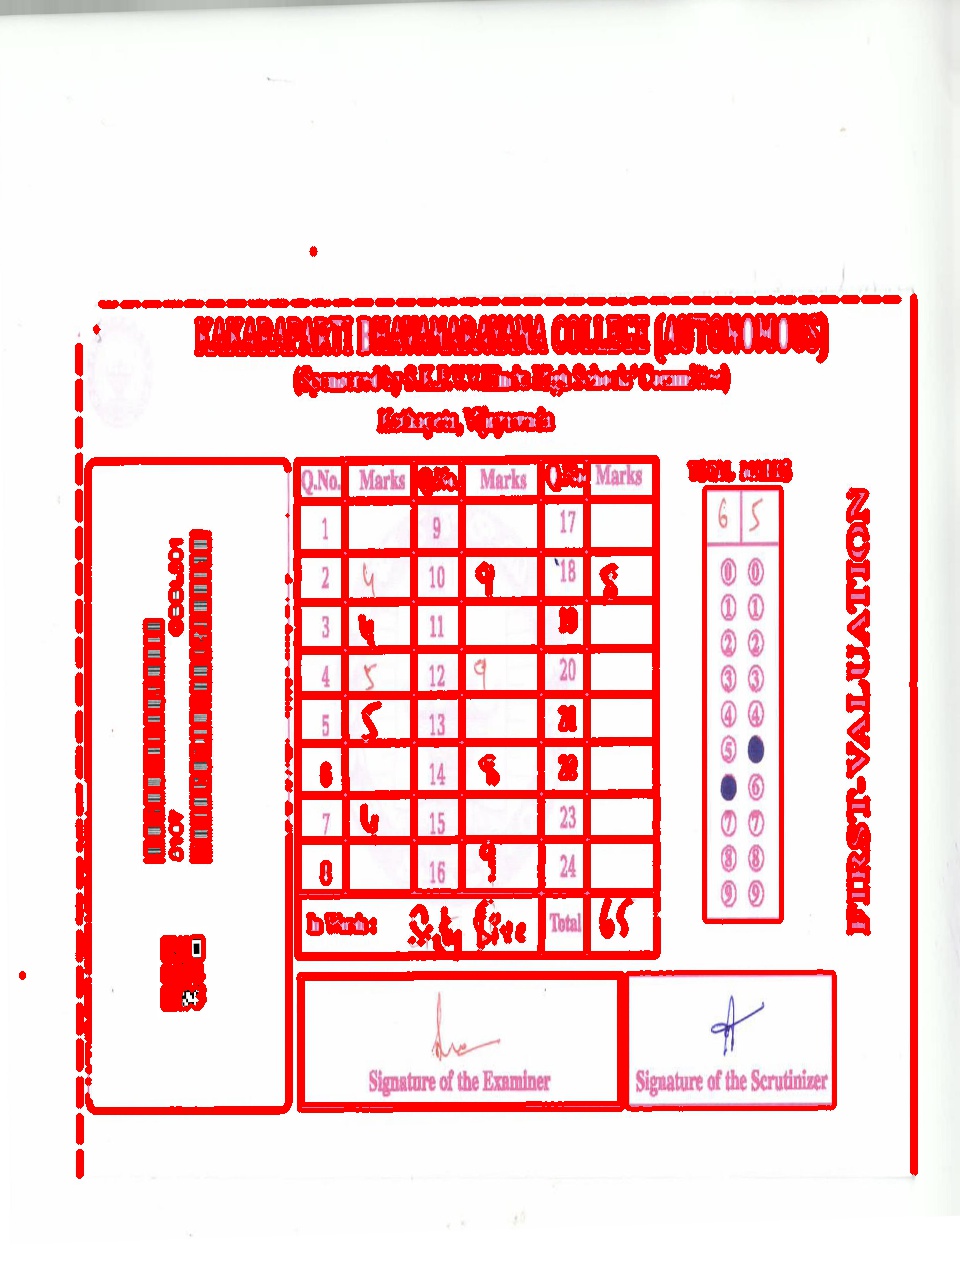 KAKARAPARTI BHAVANARAYANA COLLEGE (AUTONOMOUS)
(Sponsored by S.K.P.V.V. Hindu High Schools' Committee)
Kothapeta, Vijayawada
Q.No. Marks Q.No. Marks Q.No. Marks
1 9 17
2 4 10 9 18 8
3 4 11 19
4 5 12 9 20
5 5 13 21
6 14 8 22
7 4 15 23
8 16 9 24
In Words : Sixty Five Total 65
TOTAL MARKS
6 5
0 0
1 1
2 2
3 3
4 4
5
6
7 7
8 8
9 9
FIRST-VALUATION
Signature of the Examiner
Signature of the Scrutinizer